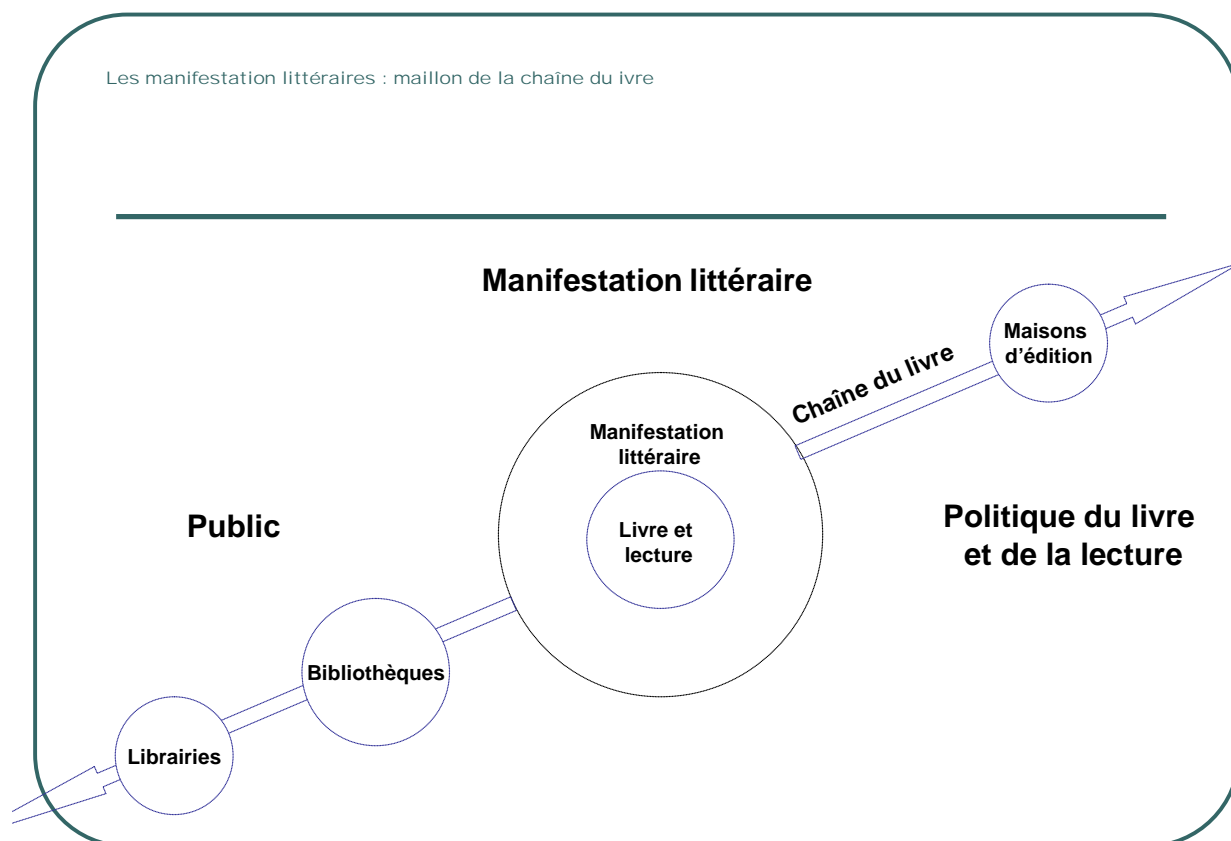 Les manifestation littéraires : maillon de la chaîne du ivre
Manifestation littéraire
Maisons
d’édition
Chaîne du livre
Manifestation
littéraire
Livre et
lecture
Public
Politique du livre
et de la lecture
Bibliothèques
Librairies